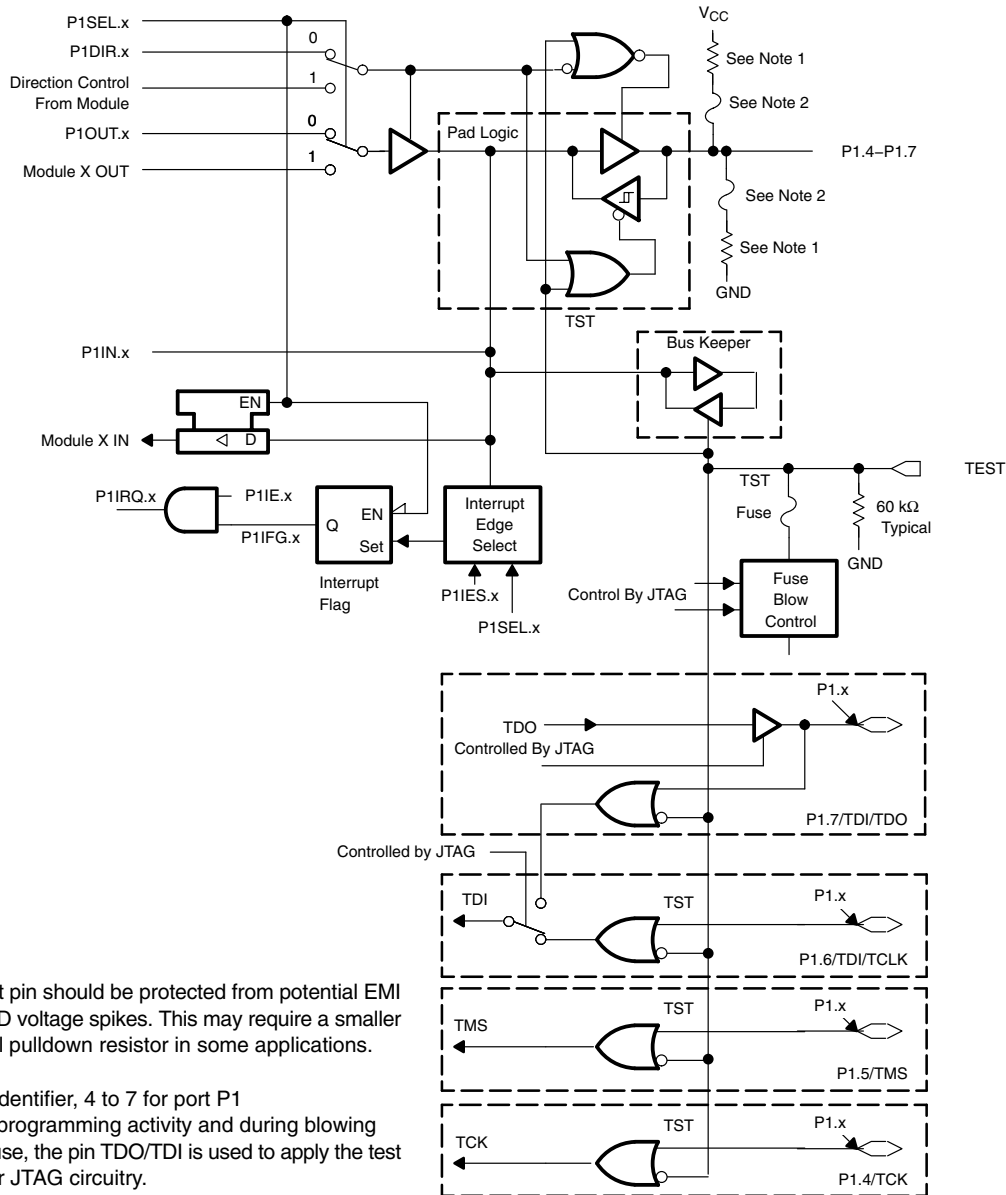 P1SEL.x
P1DIR.x
Direction Control
From Module
P1OUT.x
Module X OUT
0
1
0
1
Pad Logic
TST
VCC
See Note 1
See Note 2
P1.4–P1.7
See Note 2
See Note 1
GND
P1IN.x
Bus Keeper
EN
D
Module X IN
TEST
TST
Fuse
60 kΩ
Typical
GND
P1IRQ.x
P1IE.x
P1IFG.x
Q
EN
Set
Interrupt
Flag
Interrupt
Edge
Select
P1IES.x
P1SEL.x
Control By JTAG
Fuse
Blow
Control
P1.x
TDO
Controlled By JTAG
P1.7/TDI/TDO
Controlled by JTAG
TDI
TST
P1.x
P1.6/TDI/TCLK
TMS
TST
P1.x
P1.5/TMS
TCK
TST
P1.x
P1.4/TCK
t pin should be protected from potential EMI
D voltage spikes. This may require a smaller
l pulldown resistor in some applications.
dentifier, 4 to 7 for port P1
programming activity and during blowing
use, the pin TDO/TDI is used to apply the test
r JTAG circuitry.